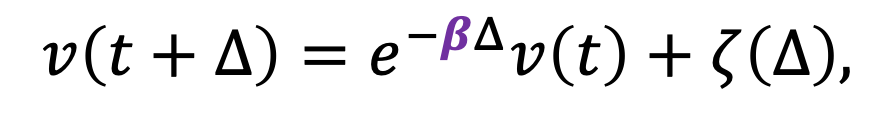 v(t + Δ) = e^{−βΔ}v(t) + ζ(Δ),